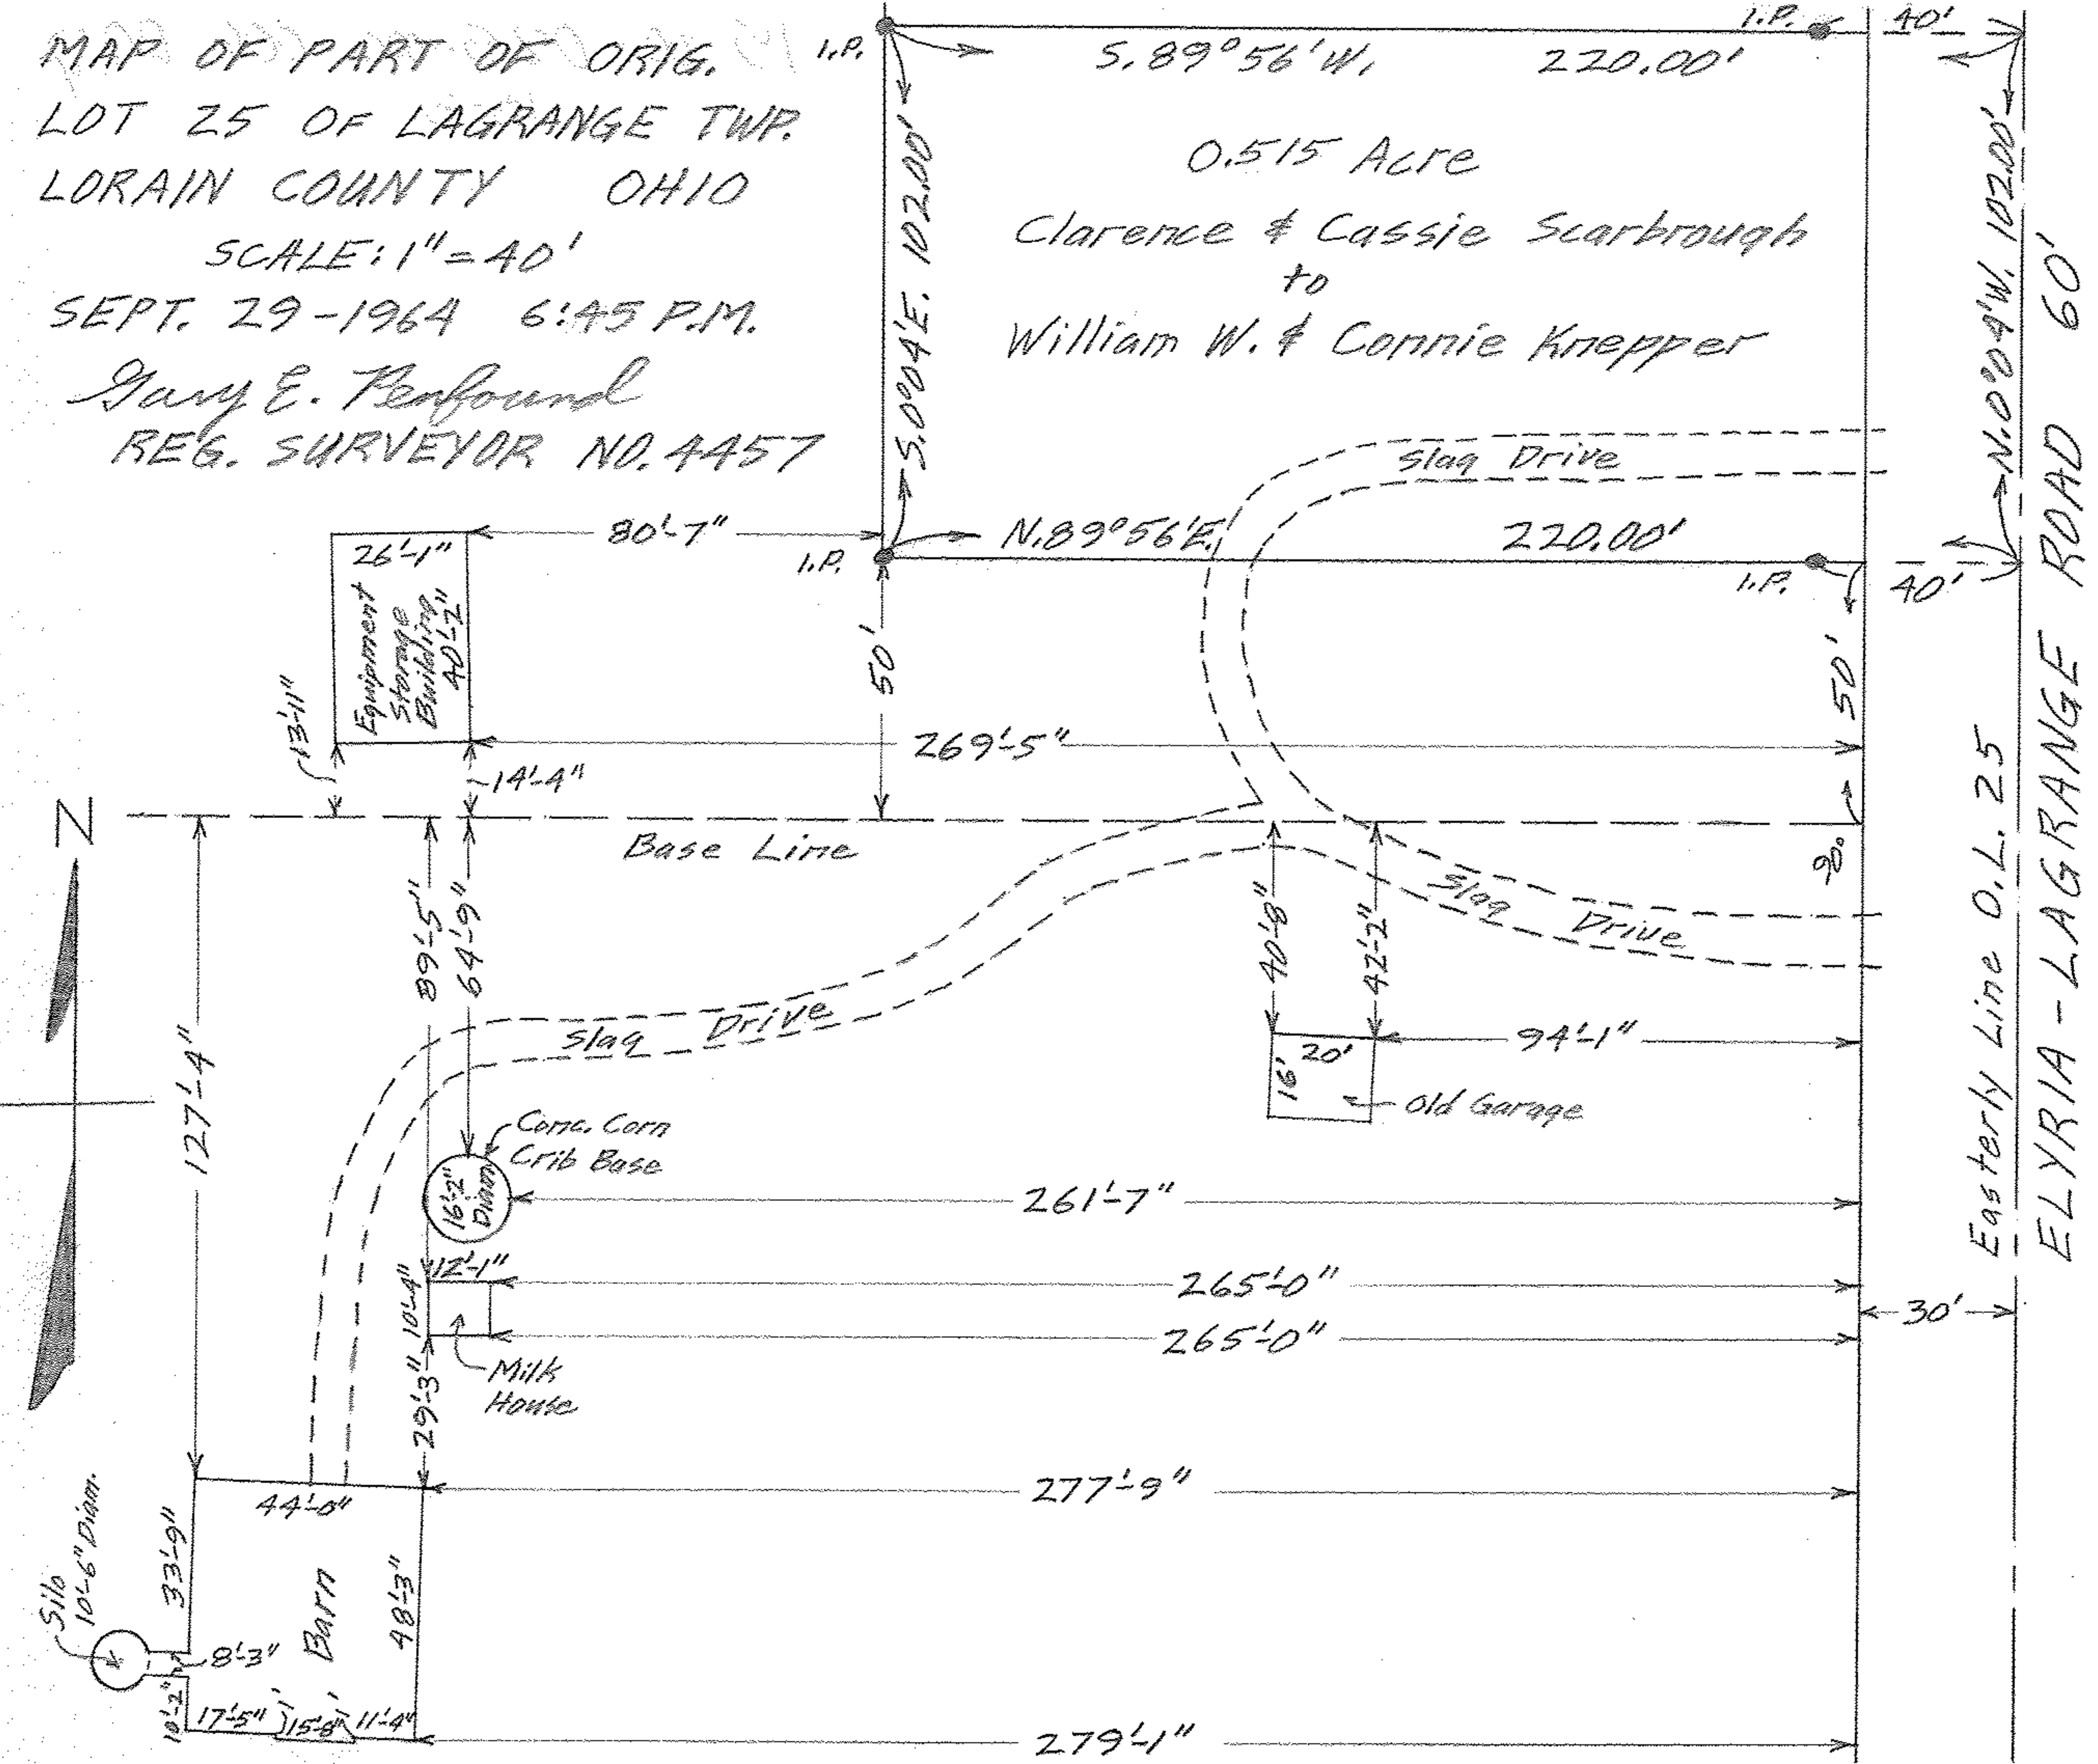 MAP OF PART OF ORIG.
LOT 25 OF LAGRANGE TWP.
LORAIN COUNTY OHIO
SCALE: 1" = 40'
SEPT. 29-1964 6:45 P.M.
Gary E. Penfound
REG. SURVEYOR NO. 4457
I.P.
S. 89° 56' W. 220.00'
I.P.
40'
S. 0° 04' E. 102.00'
0.515 Acre
Clarence & Cassie Scarbrough
to
William W. & Connie Knepper
N. 0° 04' W. 102.00'
Slag Drive
I.P.
N. 89° 56' E. 220.00'
I.P.
40'
ELYRIA - LAGRANGE ROAD 60'
Easterly Line O.L. 25
80'-7"
26'-1"
Equipment
Storage
Building
40'-2"
13'-11"
14'-4"
50'
50'
269'-5"
N
Base Line
90°
127'-4"
89'-5"
64'-9"
40'-8"
42'-2"
Slag Drive
Slag Drive
94'-1"
20'
16'
Old Garage
Conc. Corn
Crib Base
16'-2"
Diam.
261'-7"
12'-1"
265'-0"
10'-4"
265'-0"
30'
Milk
House
29'-3"
277'-9"
44'-0"
Silo
10'-6" Diam.
33'-9"
Barn
48'-3"
8'-3"
10'-2"
17'-5"
1'
15'-8"
1'
11'-4"
279'-1"